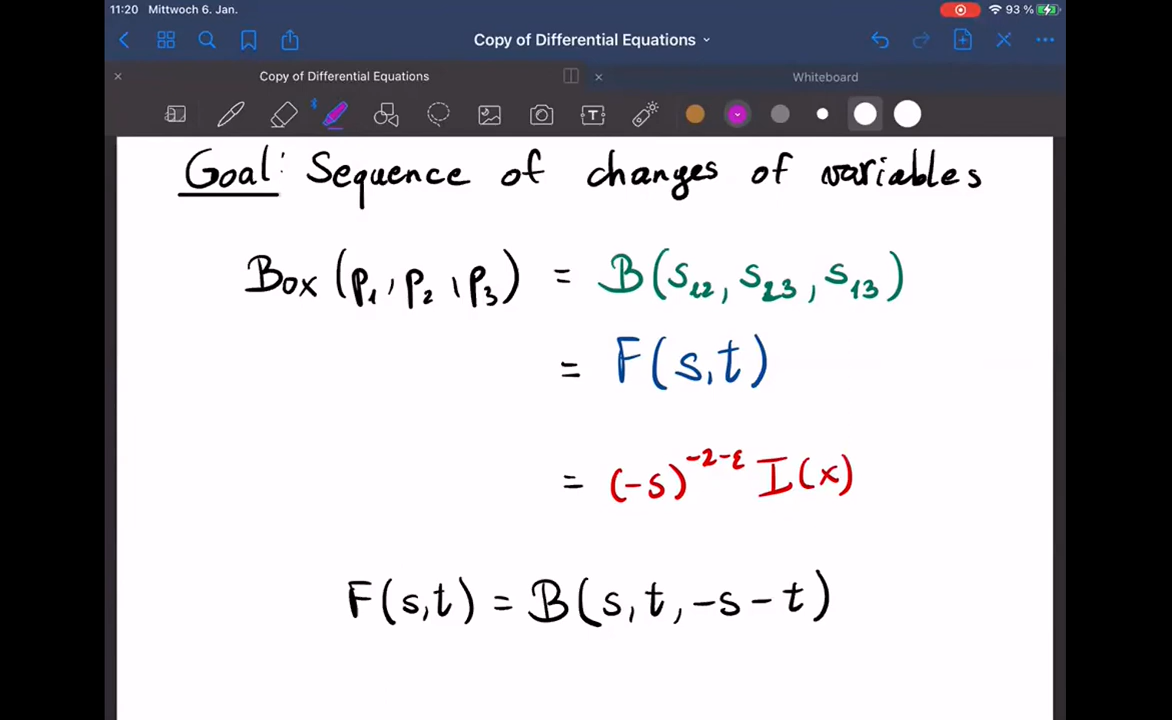 11:20 Mittwoch 6. Jan. 93 %
Copy of Differential Equations
Copy of Differential Equations Whiteboard
T
Goal: Sequence of changes of variables
Box (p₁, p₂, p₃) = B(s₁₂, s₂₃, s₁₃)
= F(s,t)
= (-s)^{-2-ε} I(x)
F(s,t) = B(s, t, -s-t)